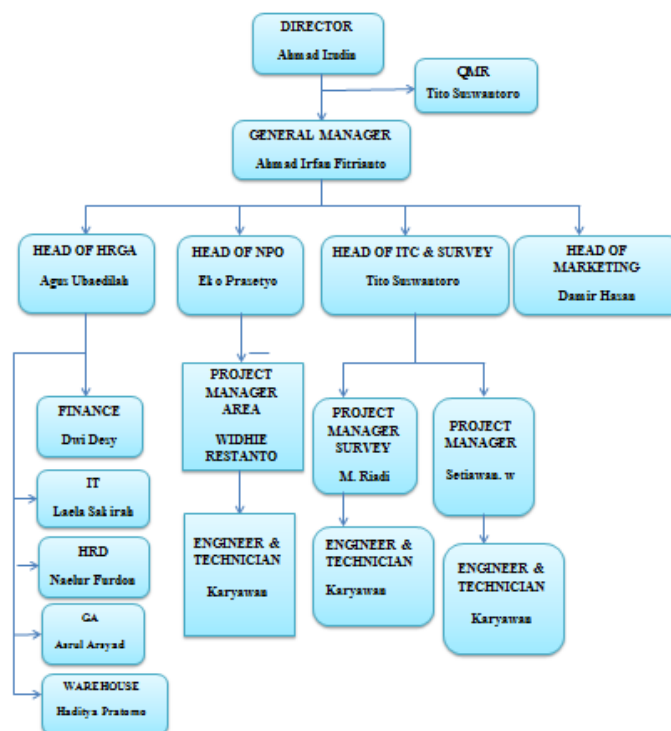 DIRECTOR
Ahmad Izudin
QMR
Tito Suswantoro
GENERAL MANAGER
Ahmad Irfan Fitrianto
HEAD OF HRGA
Agus Ubaedilah
HEAD OF NPO
Eko Prasetyo
HEAD OF ITC & SURVEY
Tito Suswantoro
HEAD OF
MARKETING
Damir Hasan
FINANCE
Dwi Desy
IT
Laela Sakirah
HRD
Naelur Furdon
GA
Asrul Arsyad
WAREHOUSE
Haditya Pratomo
PROJECT
MANAGER
AREA
WIDHIE
RESTANTO
ENGINEER &
TECHNICIAN
Karyawan
PROJECT
MANAGER
SURVEY
M. Riadi
ENGINEER &
TECHNICIAN
Karyawan
PROJECT
MANAGER
Setiawan. w
ENGINEER &
TECHNICIAN
Karyawan